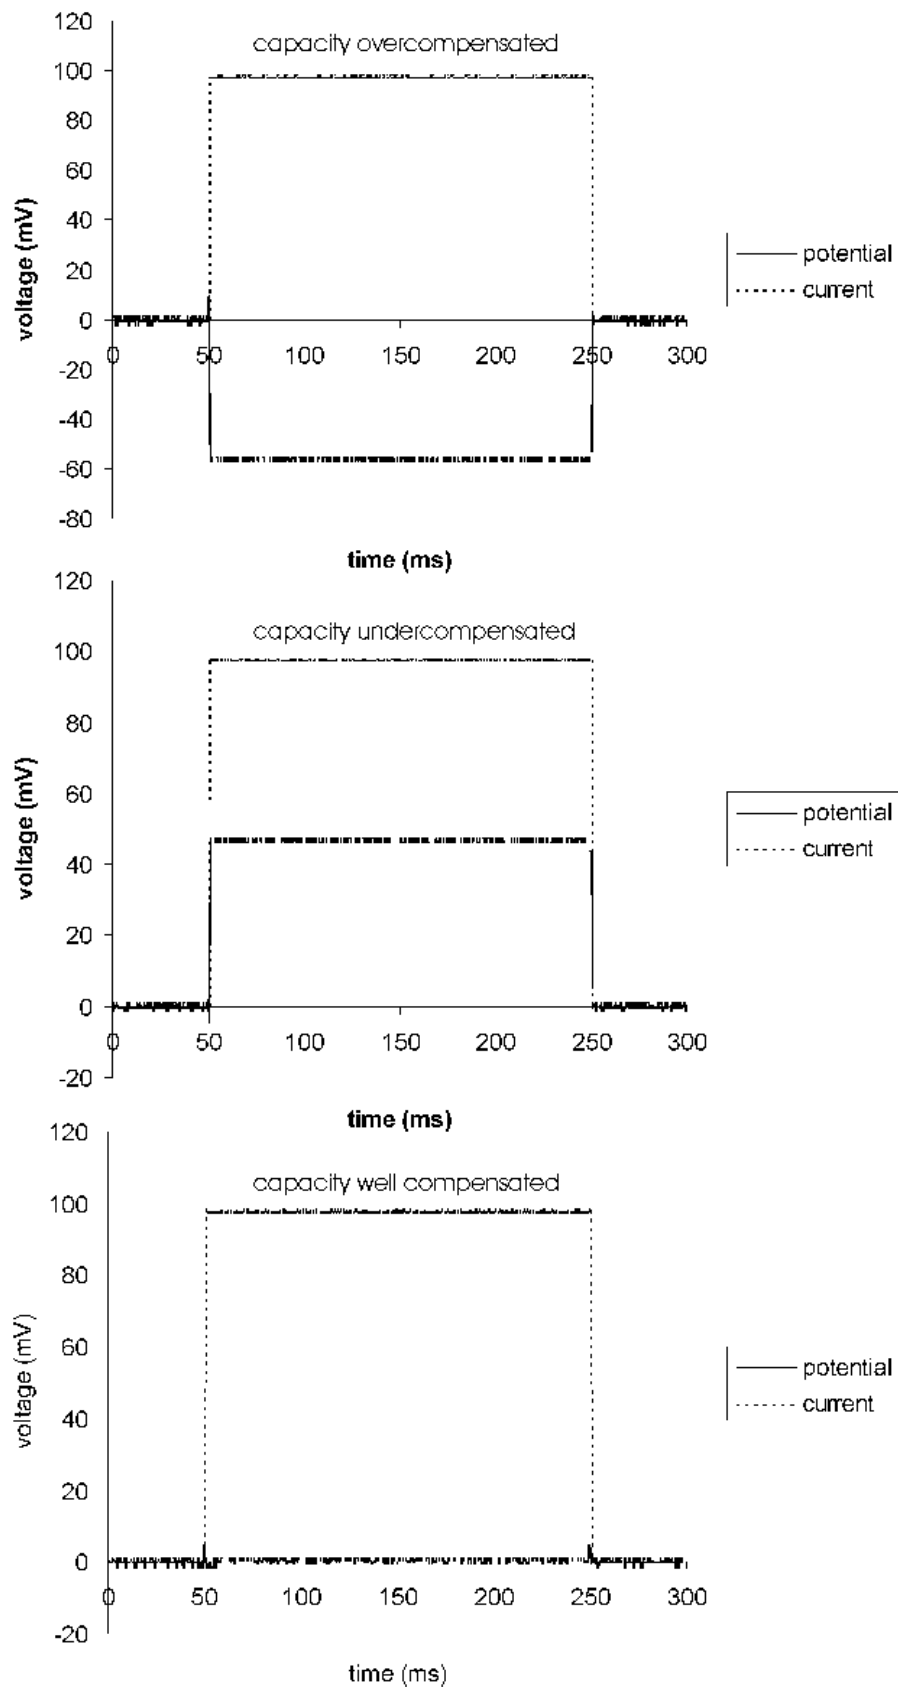 120
capacity overcompensated
100
80
60
40
20
0
-20
-40
-60
-80
voltage (mV)
0 50 100 150 200 250 300
time (ms)
potential
current
120
capacity undercompensated
100
80
60
40
20
0
-20
voltage (mV)
0 50 100 150 200 250 300
time (ms)
potential
current
120
capacity well compensated
100
80
60
40
20
0
-20
voltage (mV)
0 50 100 150 200 250 300
time (ms)
potential
current